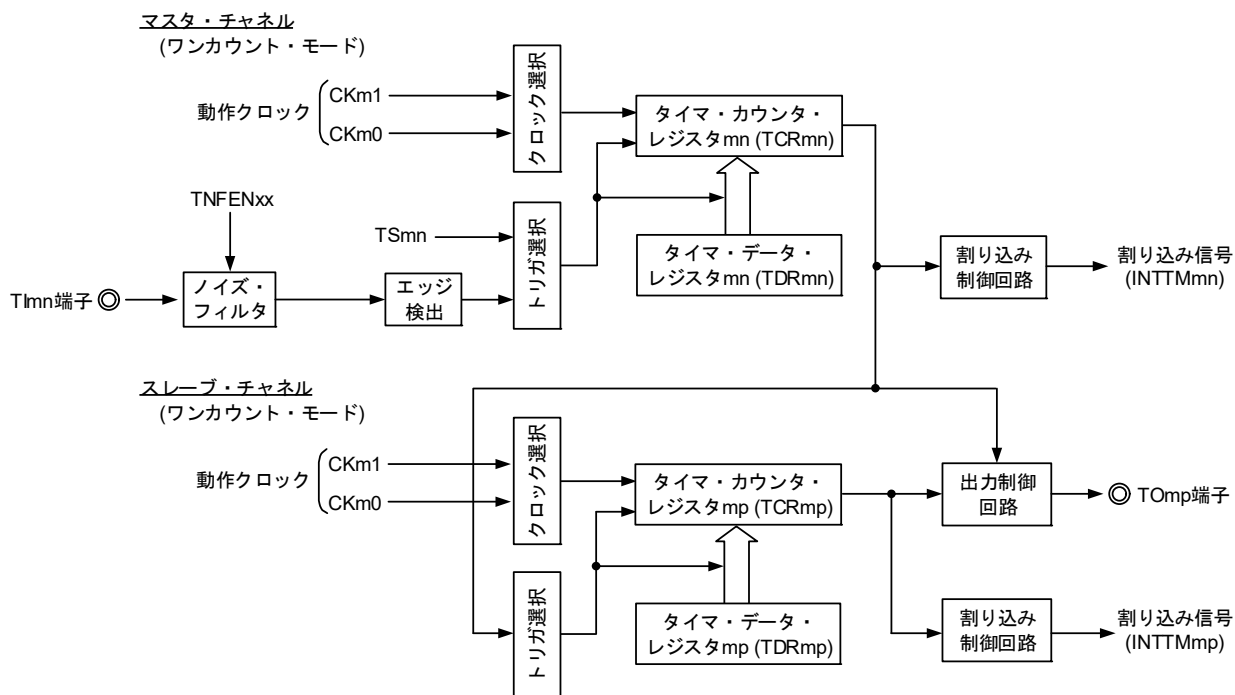 マスタ・チャネル
(ワンカウント・モード)
動作クロック
CKm1
CKm0
クロック選択
タイマ・カウンタ・
レジスタmn (TCRmn)
TNFENxx
TSmn
トリガ選択
タイマ・データ・
レジスタmn (TDRmn)
割り込み
制御回路
割り込み信号
(INTTMmn)
TImn端子
ノイズ・
フィルタ
エッジ
検出
スレーブ・チャネル
(ワンカウント・モード)
動作クロック
CKm1
CKm0
クロック選択
タイマ・カウンタ・
レジスタmp (TCRmp)
出力制御
回路
TOmp端子
トリガ選択
タイマ・データ・
レジスタmp (TDRmp)
割り込み
制御回路
割り込み信号
(INTTMmp)